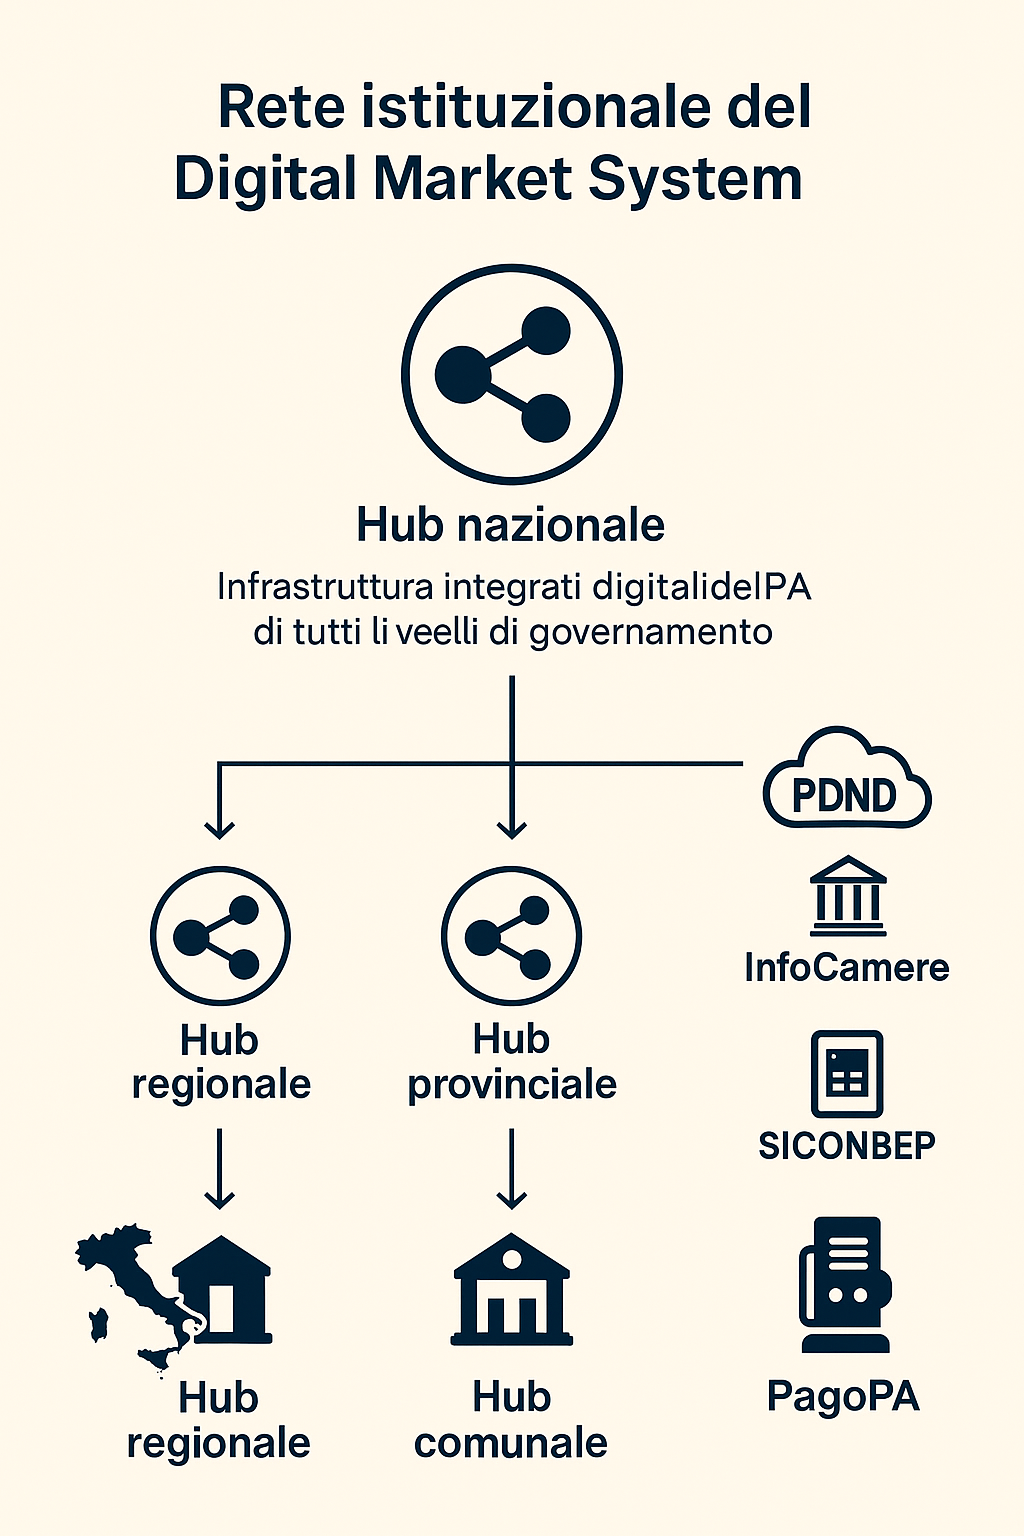 Rete istituzionale del
Digital Market System
Hub nazionale
Infrastruttura integrati digitalidelPA
di tutti li veelli di governamento
PDND
InfoCamere
Hub
regionale
Hub
provinciale
SICONBEP
Hub
regionale
Hub
comunale
PagoPA